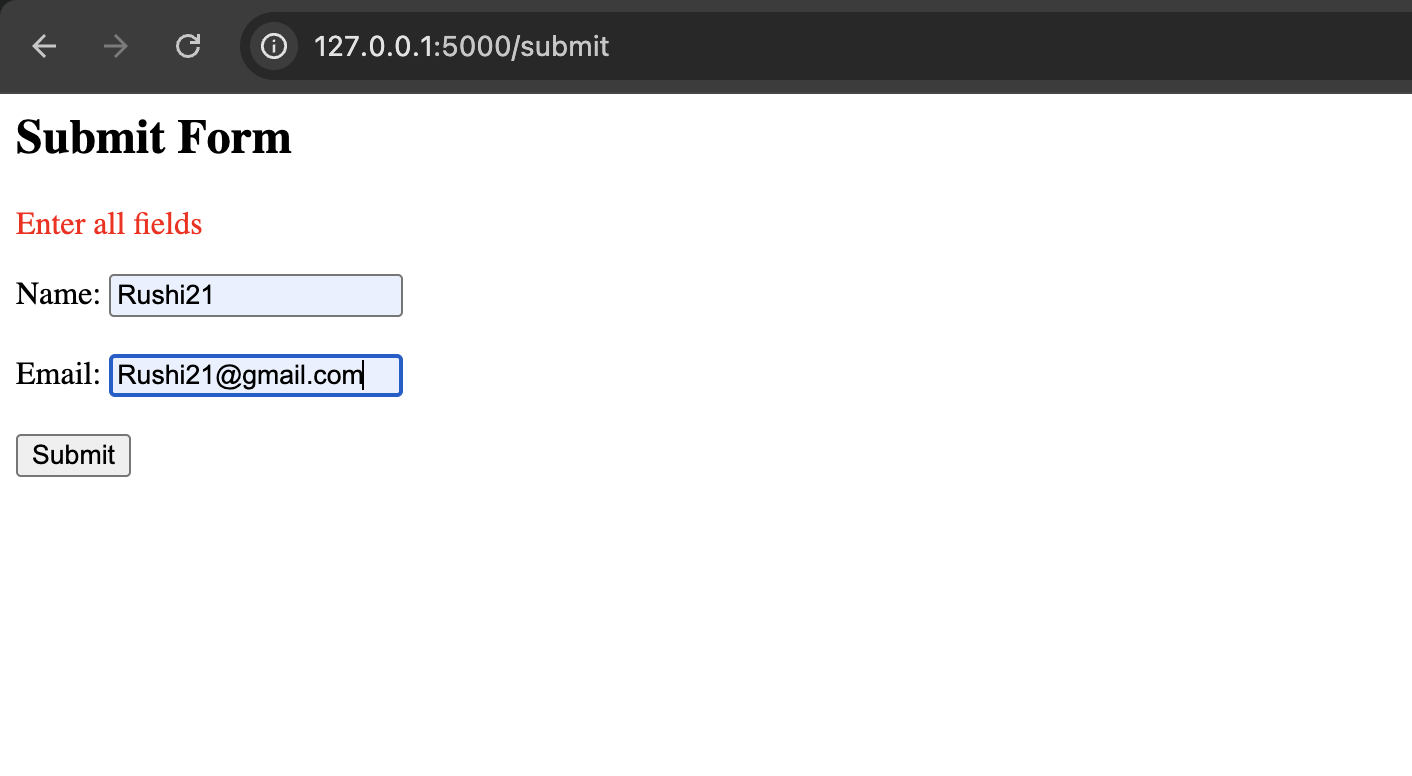 127.0.0.1:5000/submit
Submit Form
Enter all fields
Name: Rushi21
Email: Rushi21@gmail.com
Submit